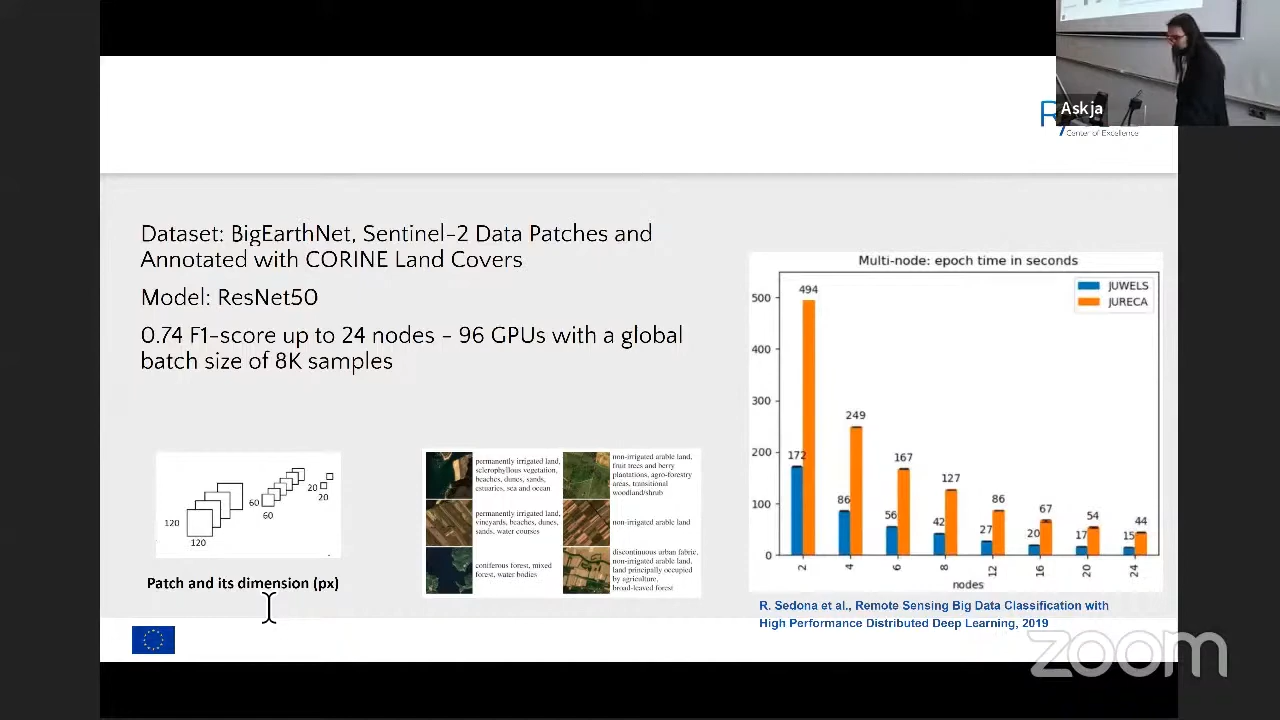 Askja
R
Center of Excellence
Dataset: BigEarthNet, Sentinel-2 Data Patches and
Annotated with CORINE Land Covers
Model: ResNet50
0.74 F1-score up to 24 nodes - 96 GPUs with a global
batch size of 8K samples
120
120
60
60
20
20
Patch and its dimension (px)
permanently irrigated land,
sclerophyllous vegetation,
beaches, dunes, sands,
estuaries, sea and ocean
non-irrigated arable land,
fruit trees and berry
plantations, agro-forestry
areas, transitional
woodland/shrub
permanently irrigated land,
vineyards, beaches, dunes,
sands, water courses
non-irrigated arable land
coniferous forest, mixed
forest, water bodies
discontinuous urban fabric,
non-irrigated arable land,
land principally occupied
by agriculture,
broad-leaved forest
Multi-node: epoch time in seconds
JUWELS
JURECA
500
400
300
200
100
0
172
494
86
249
56
167
42
127
27
86
20
67
17
54
15
44
2
4
6
8
12
16
20
24
nodes
R. Sedona et al., Remote Sensing Big Data Classification with
High Performance Distributed Deep Learning, 2019
zoom